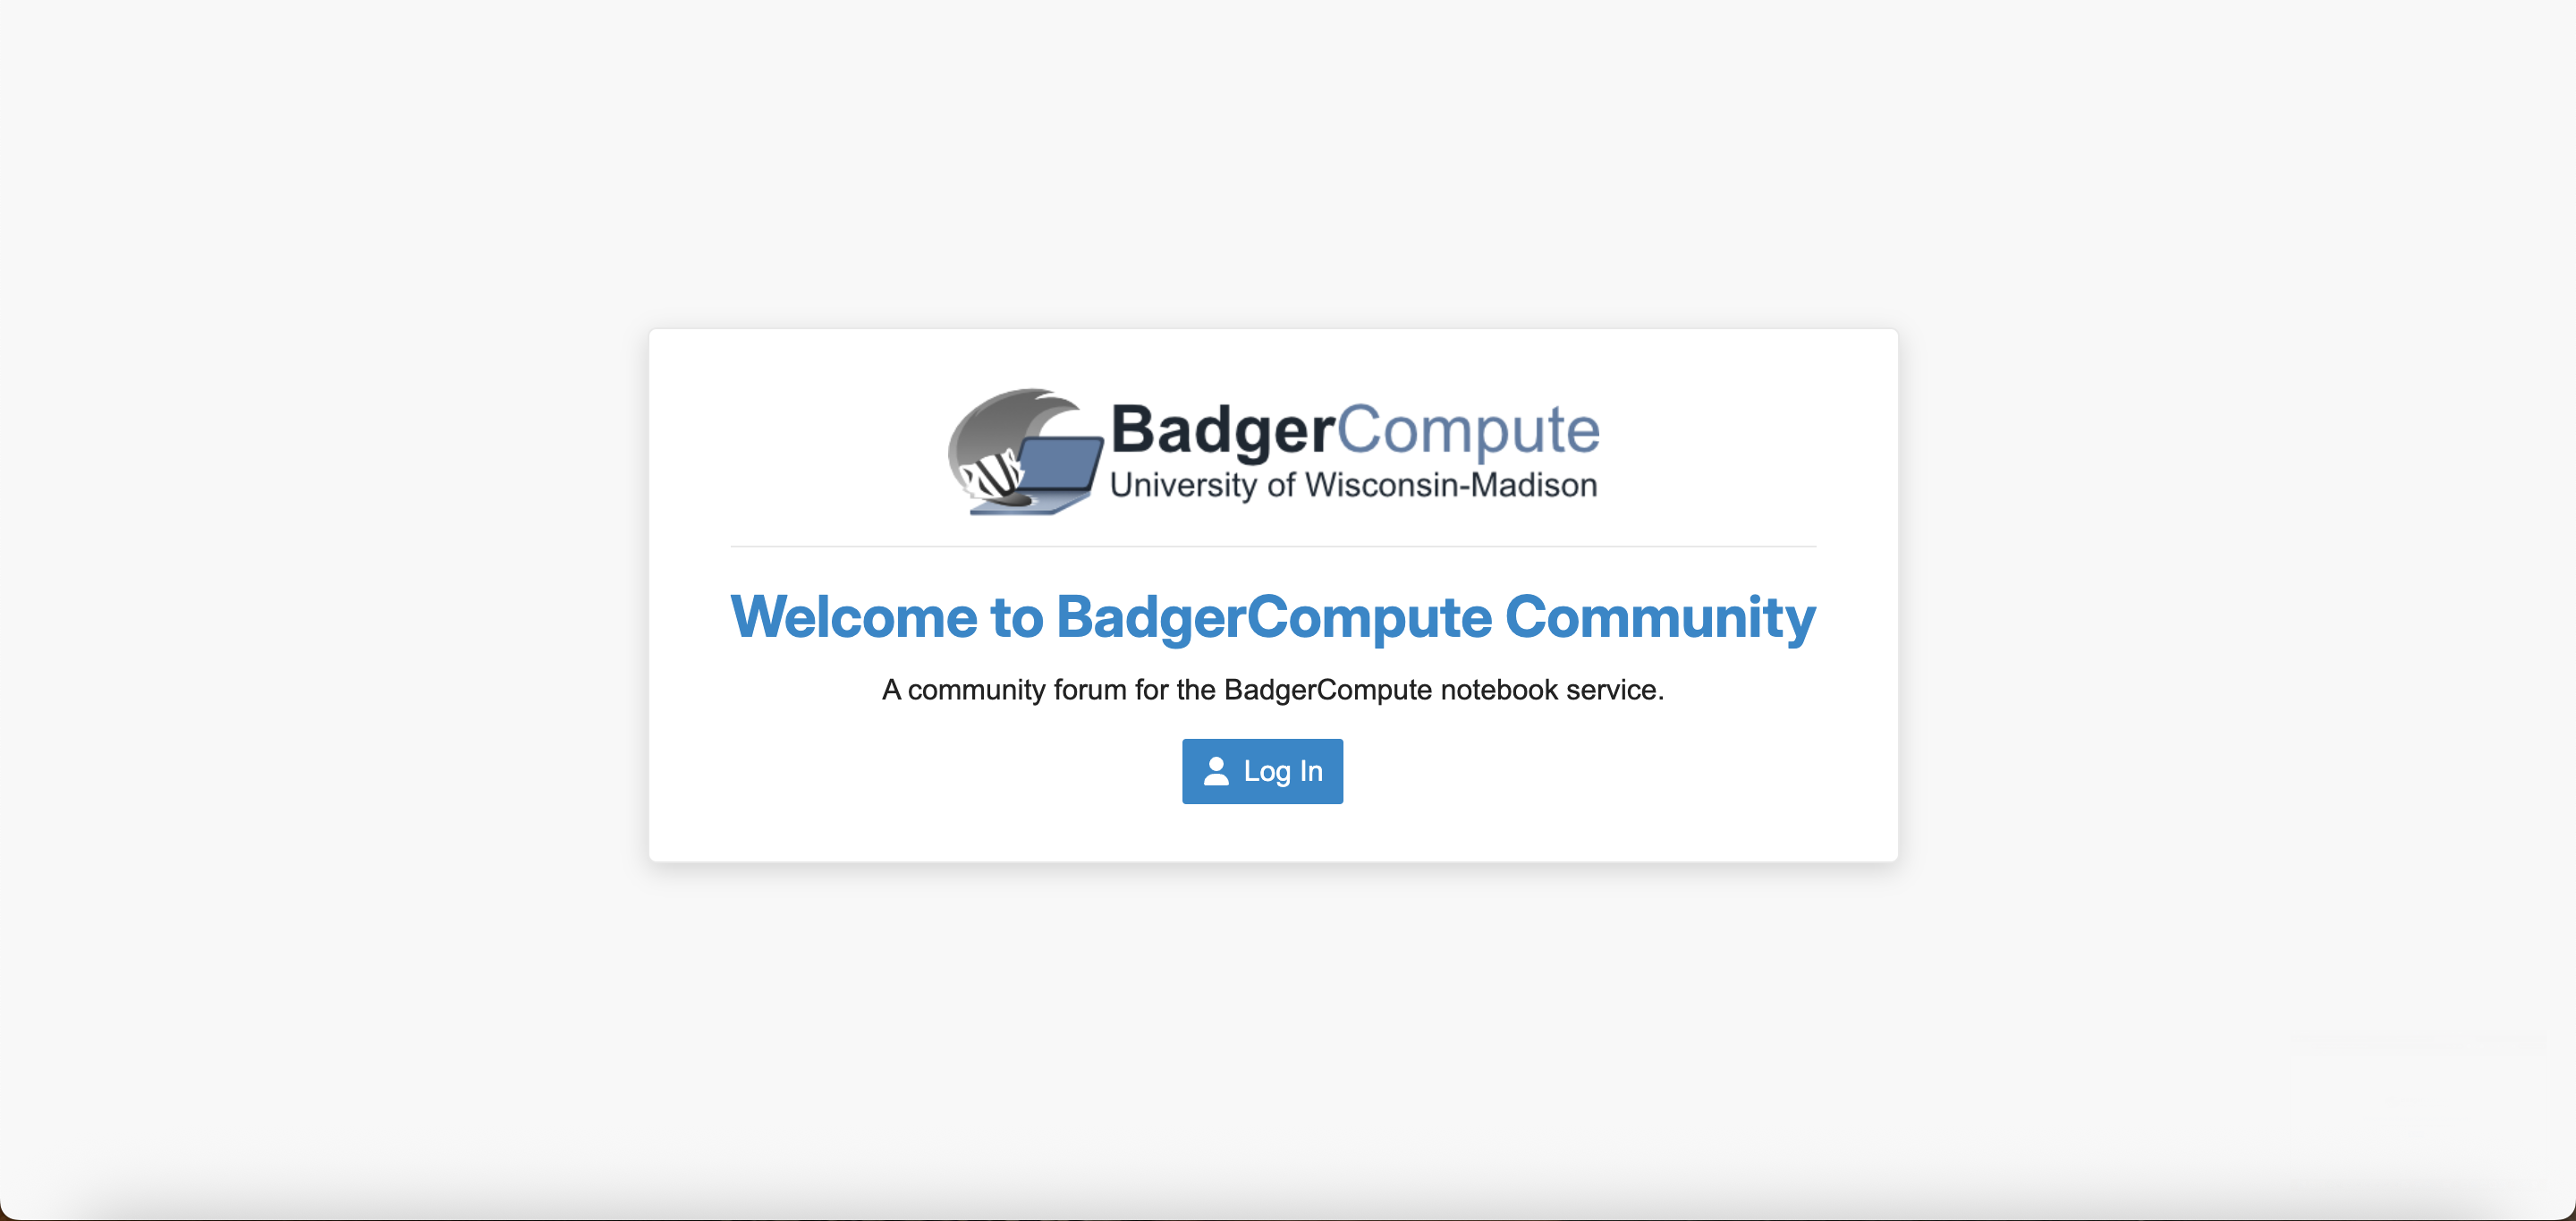 BadgerCompute
University of Wisconsin-Madison
Welcome to BadgerCompute Community
A community forum for the BadgerCompute notebook service.
Log In